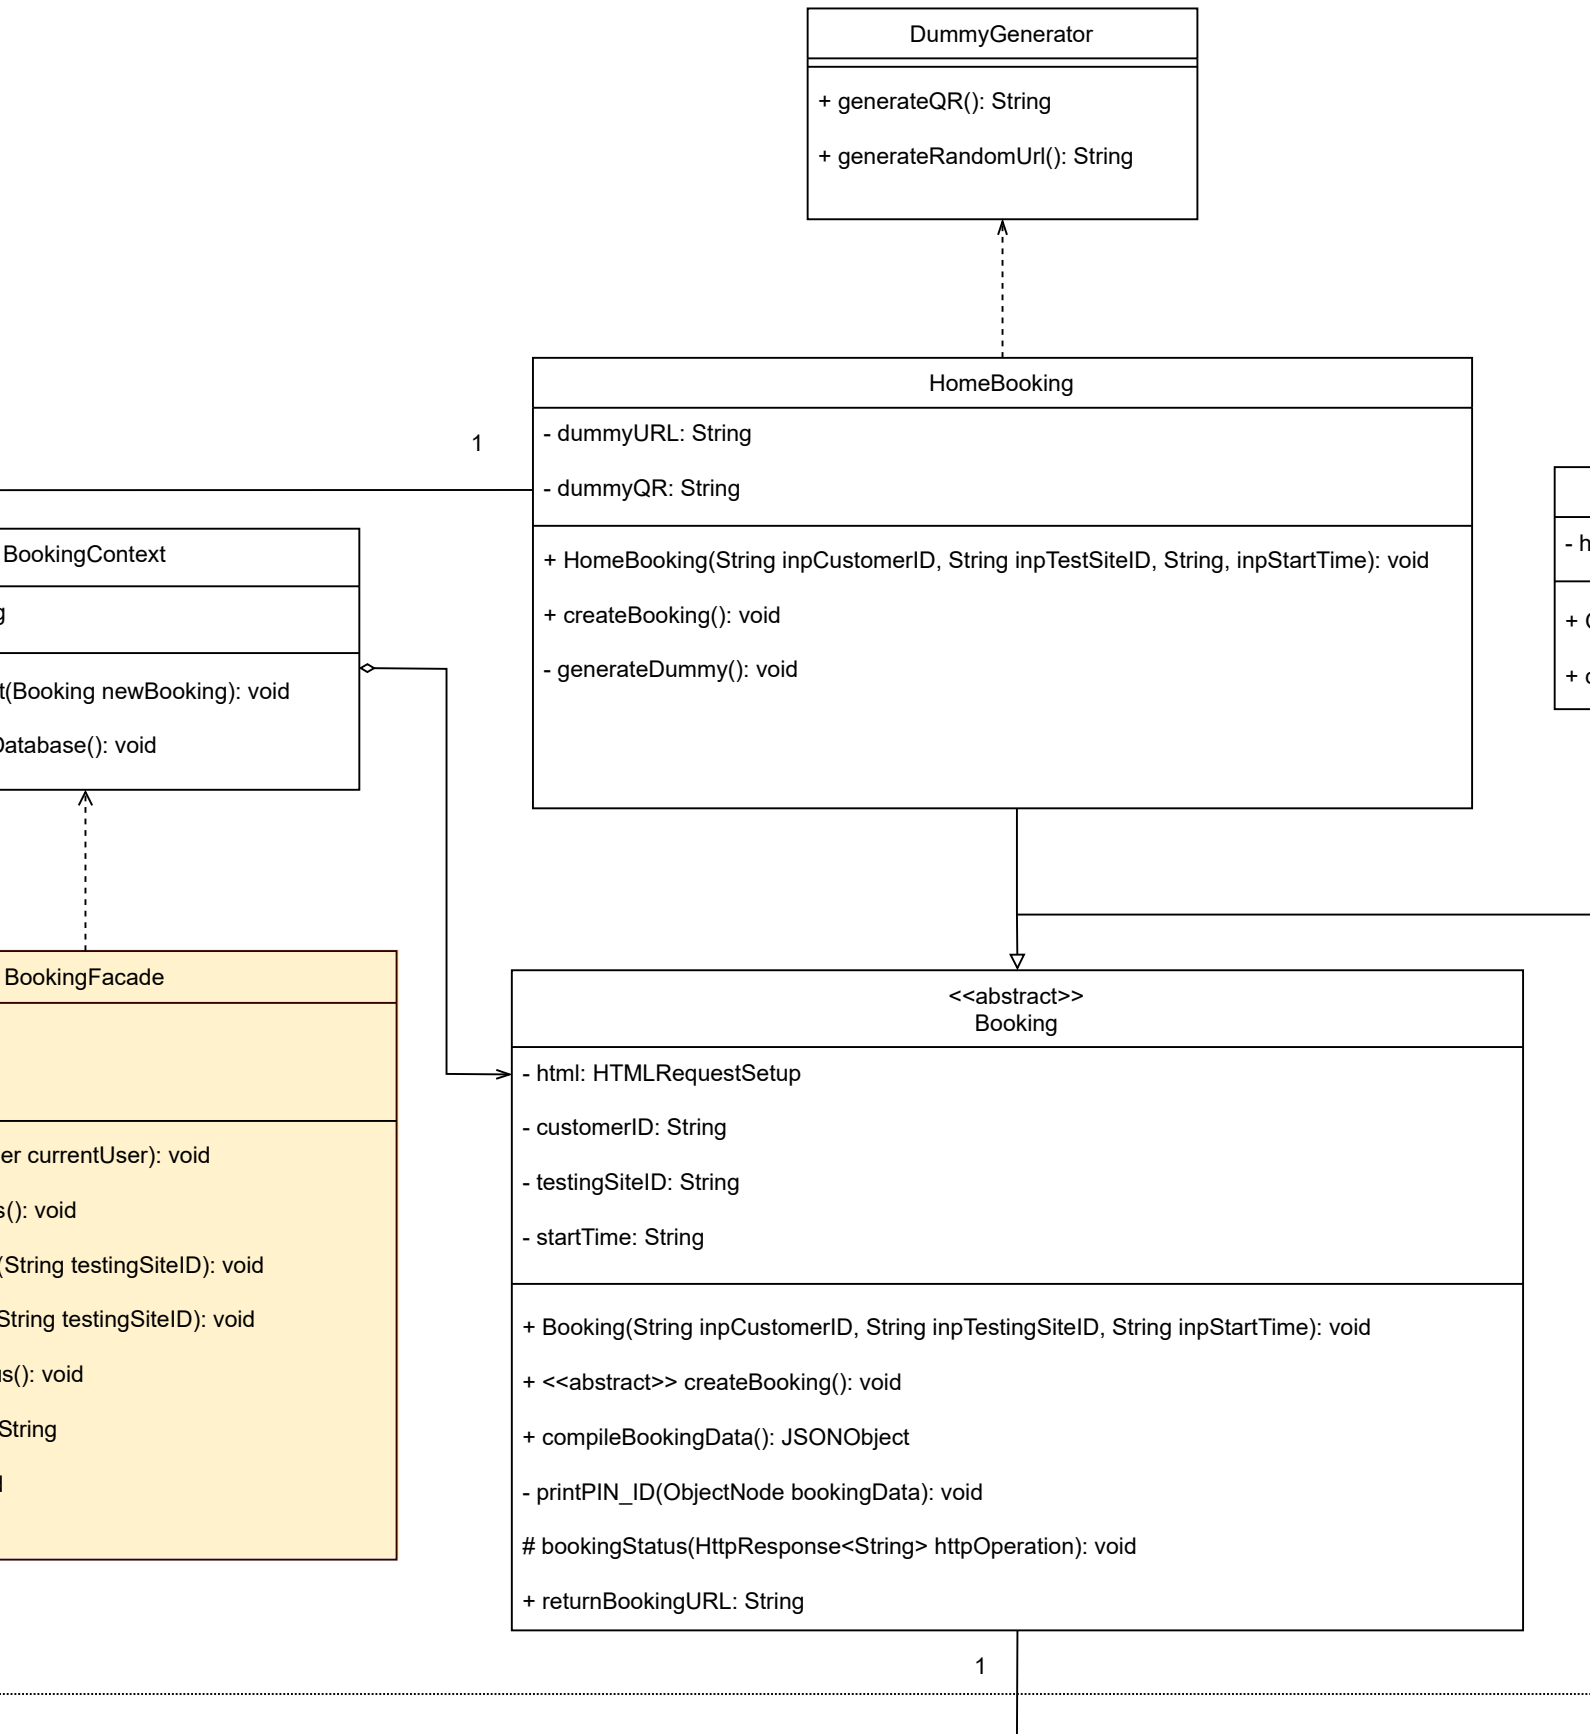 DummyGenerator
+ generateQR(): String
+ generateRandomUrl(): String
HomeBooking
- dummyURL: String
- dummyQR: String
+ HomeBooking(String inpCustomerID, String inpTestSiteID, String, inpStartTime): void
+ createBooking(): void
- generateDummy(): void
1
BookingContext
(Booking newBooking): void
Database(): void
BookingFacade
currentUser): void
(): void
(String testingSiteID): void
String testingSiteID): void
(): void
String
- h
+
+
<<abstract>>
Booking
- html: HTMLRequestSetup
- customerID: String
- testingSiteID: String
- startTime: String
+ Booking(String inpCustomerID, String inpTestingSiteID, String inpStartTime): void
+ <<abstract>> createBooking(): void
+ compileBookingData(): JSONObject
- printPIN_ID(ObjectNode bookingData): void
# bookingStatus(HttpResponse<String> httpOperation): void
+ returnBookingURL: String
1